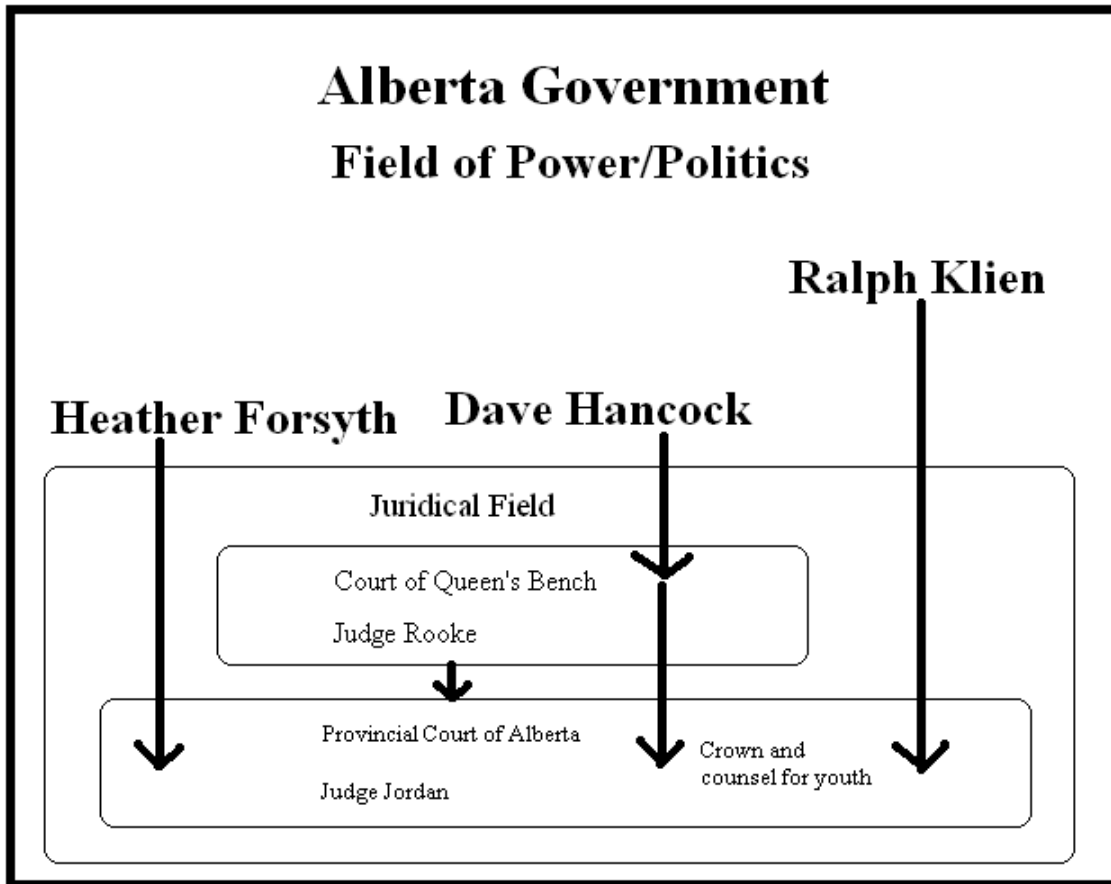 Alberta Government
Field of Power/Politics
Ralph Klien
Heather Forsyth
Dave Hancock
Juridical Field
Court of Queen's Bench
Judge Rooke
Provincial Court of Alberta
Judge Jordan
Crown and
counsel for youth